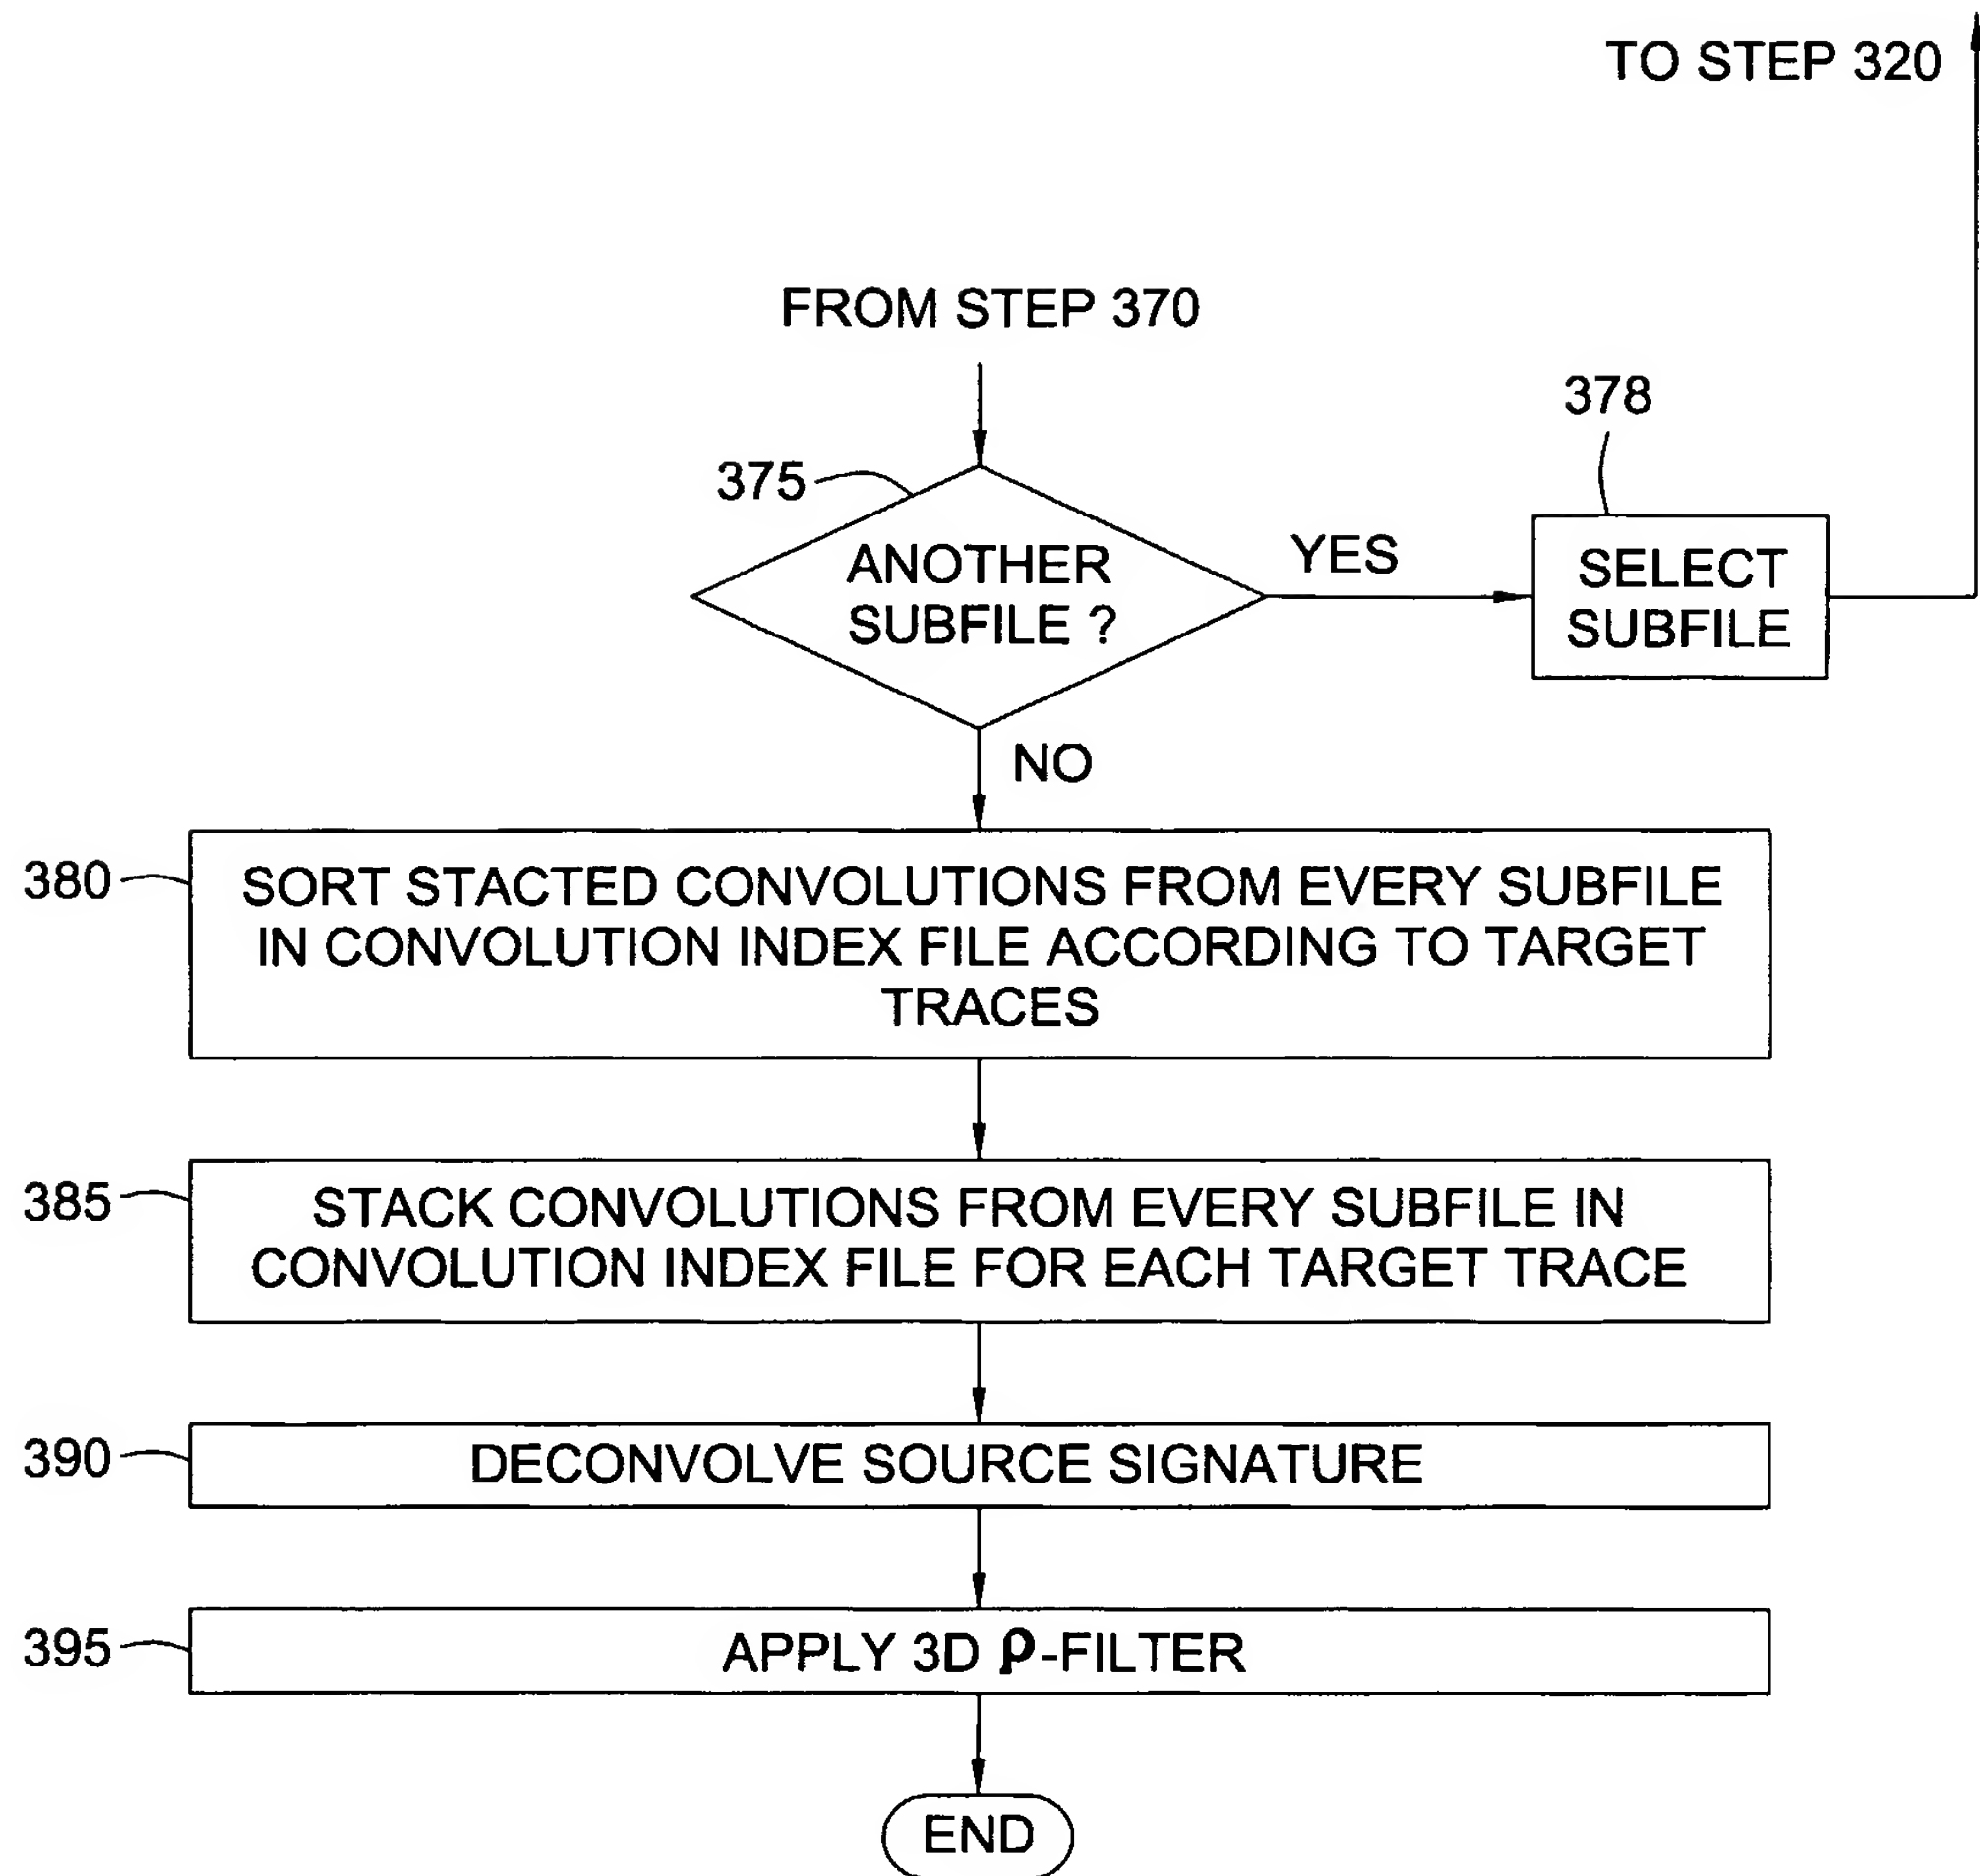 TO STEP 320
FROM STEP 370
378
375
ANOTHER
SUBFILE ?
YES
SELECT
SUBFILE
NO
380
SORT STACTED CONVOLUTIONS FROM EVERY SUBFILE
IN CONVOLUTION INDEX FILE ACCORDING TO TARGET
TRACES
385
STACK CONVOLUTIONS FROM EVERY SUBFILE IN
CONVOLUTION INDEX FILE FOR EACH TARGET TRACE
390
DECONVOLVE SOURCE SIGNATURE
395
APPLY 3D ρ-FILTER
END